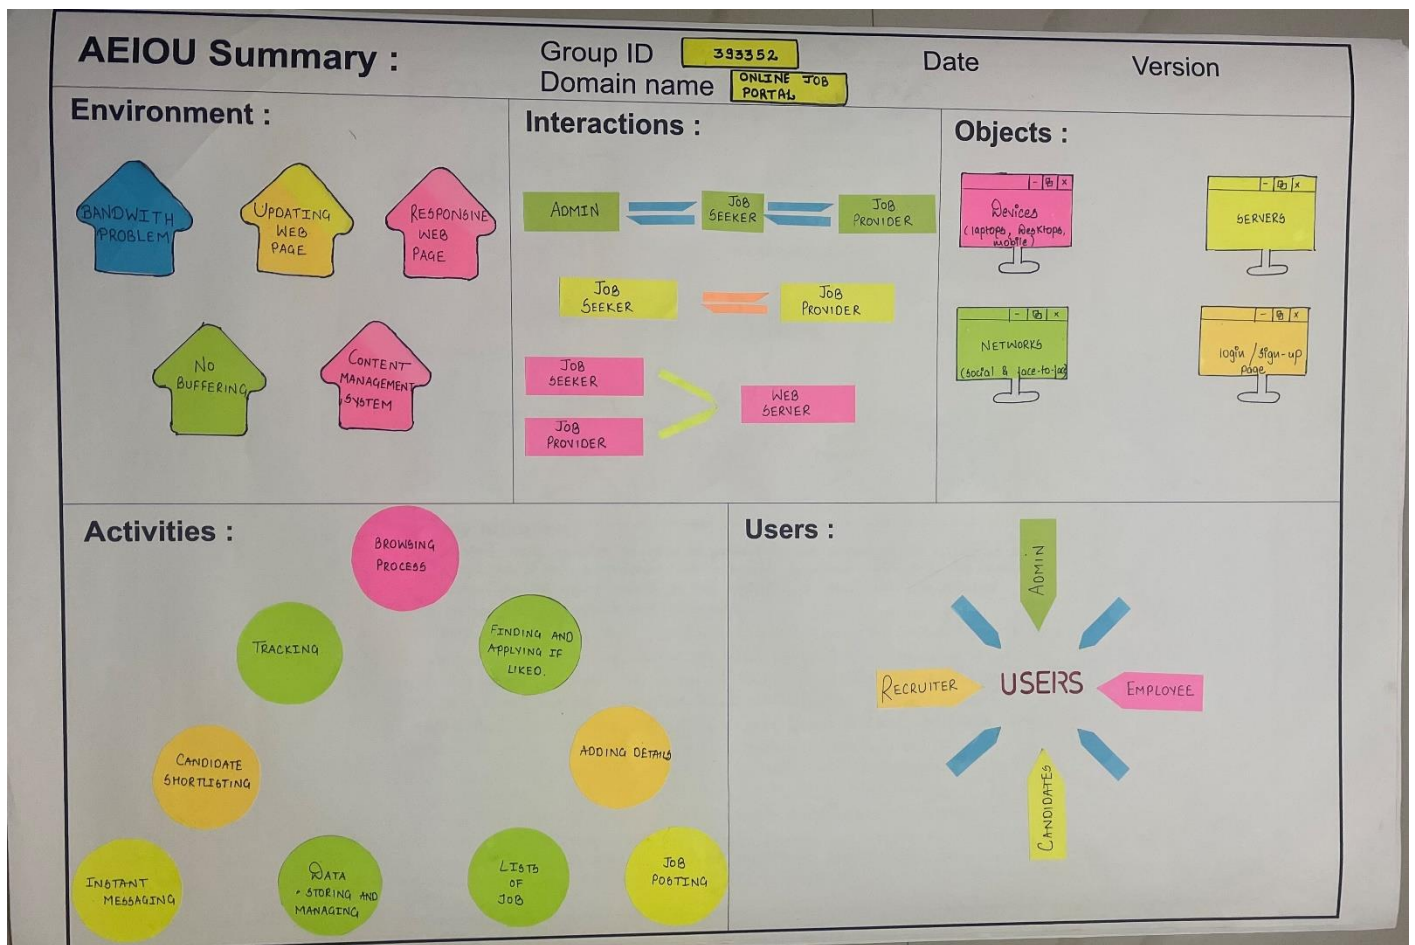 AEIOU Summary :
Group ID 393352
Domain name ONLINE JOB
PORTAL
Date
Version
Environment :
BANDWITH
PROBLEM
UPDATING
WEB
PAGE
RESPONSIVE
WEB
PAGE
NO
BUFFERING
CONTENT
MANAGEMENT
SYSTEM
Interactions :
ADMIN
JOB
SEEKER
JOB
PROVIDER
JOB
SEEKER
JOB
PROVIDER
JOB
SEEKER
JOB
PROVIDER
WEB
SERVER
Objects :
- x
Devices
(laptops, Desktops,
mobile)
- x
SERVERS
- x
NETWORKS
(social & face-to-face)
- x
login / sign-up
page
Activities :
BROWSING
PROCESS
TRACKING
FINDING AND
APPLYING IF
LIKED.
CANDIDATE
SHORTLISTING
ADDING DETAILS
INSTANT
MESSAGING
DATA
STORING AND
MANAGING
LISTS
OF
JOB
JOB
POSTING
Users :
ADMIN
RECRUITER
USERS
EMPLOYEE
CANDIDATES